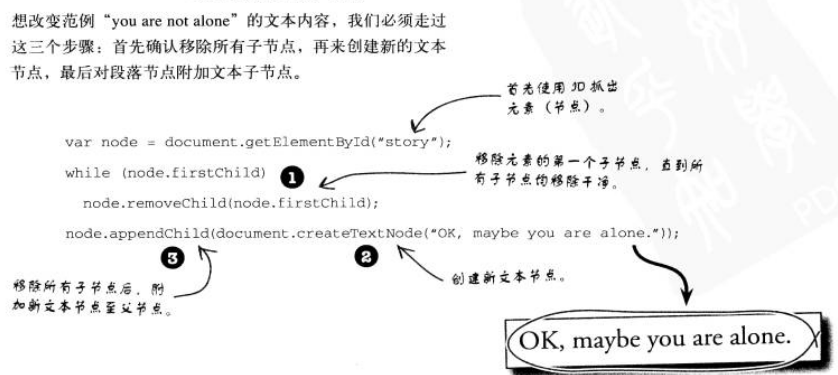 想改变范例“you are not alone”的文本内容，我们必须走过
这三个步骤：首先确认移除所有子节点，再来创建新的文本
节点，最后对段落节点附加文本子节点。
首先使用 ID 抓出
元素（节点）。
var node = document.getElementById("story");
while (node.firstChild) 1
移除元素的第一个子节点，直到所
有子节点均移除干净。
node.removeChild(node.firstChild);
node.appendChild(document.createTextNode("OK, maybe you are alone."));
3 2
移除所有子节点后，附
加新文本节点至父节点。
创建新文本节点。
OK, maybe you are alone.